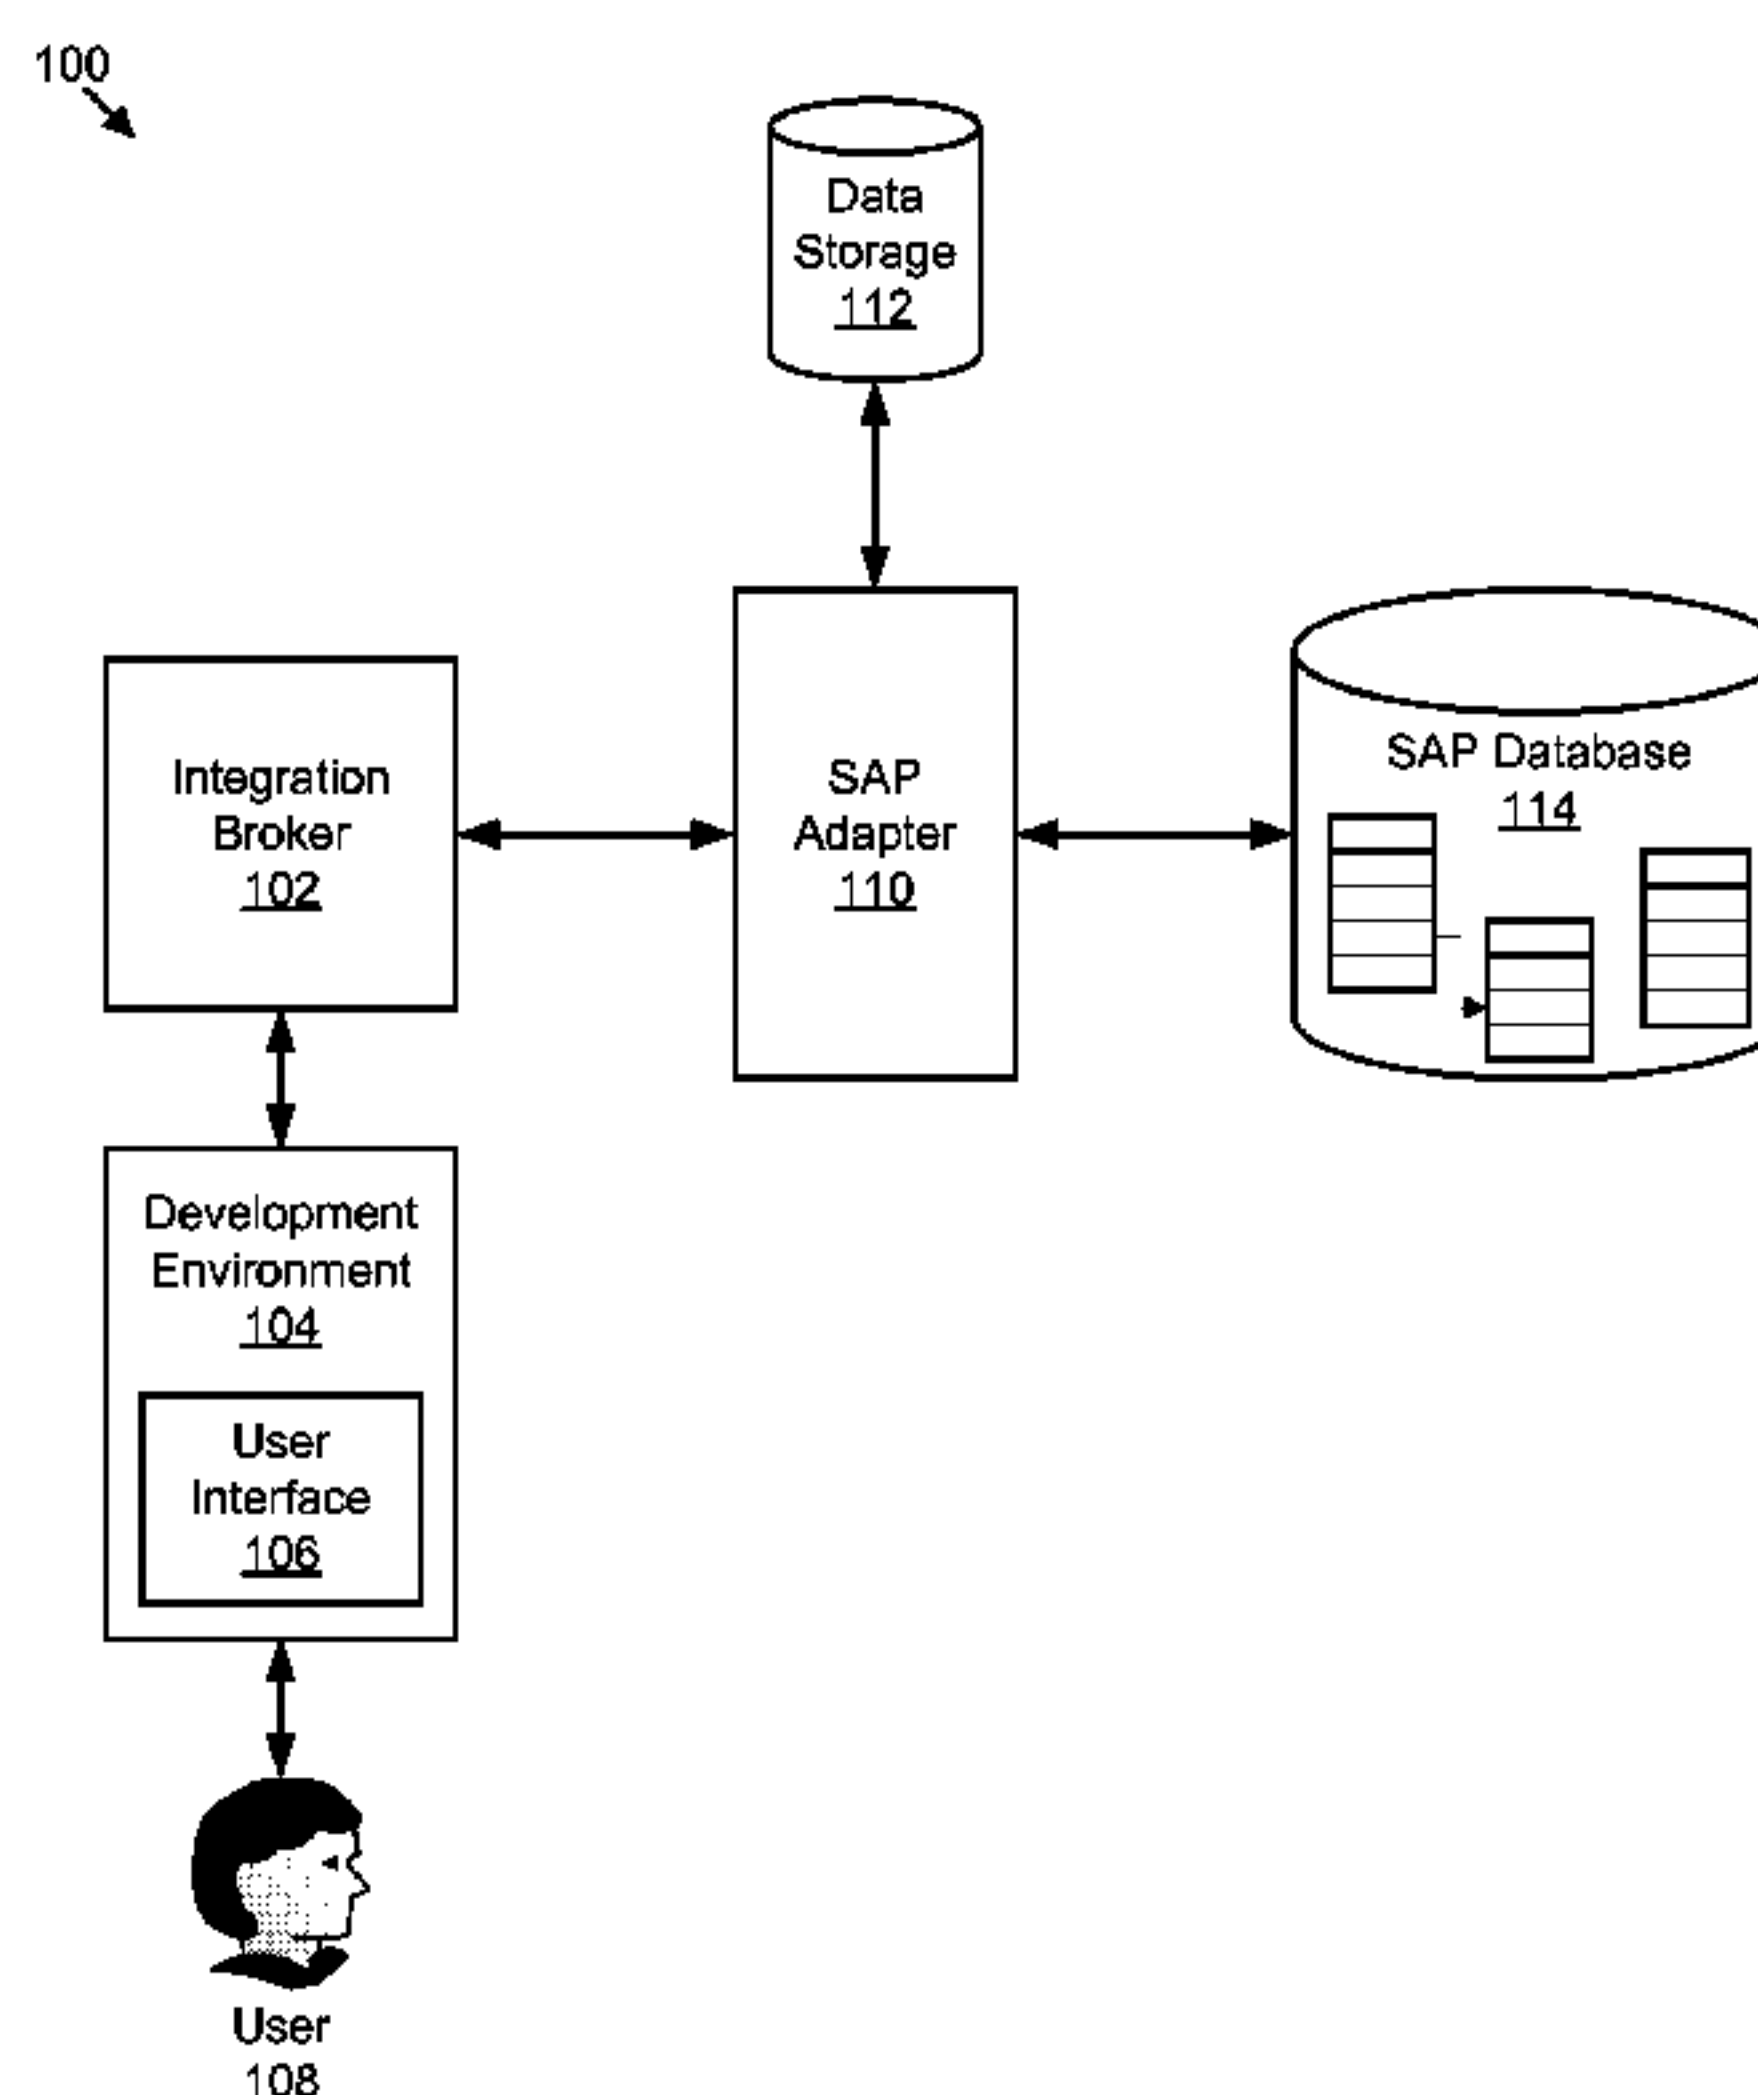 100
Data
Storage
112
Integration
Broker
102
SAP
Adapter
110
SAP Database
114
Development
Environment
104
User
Interface
106
User
108